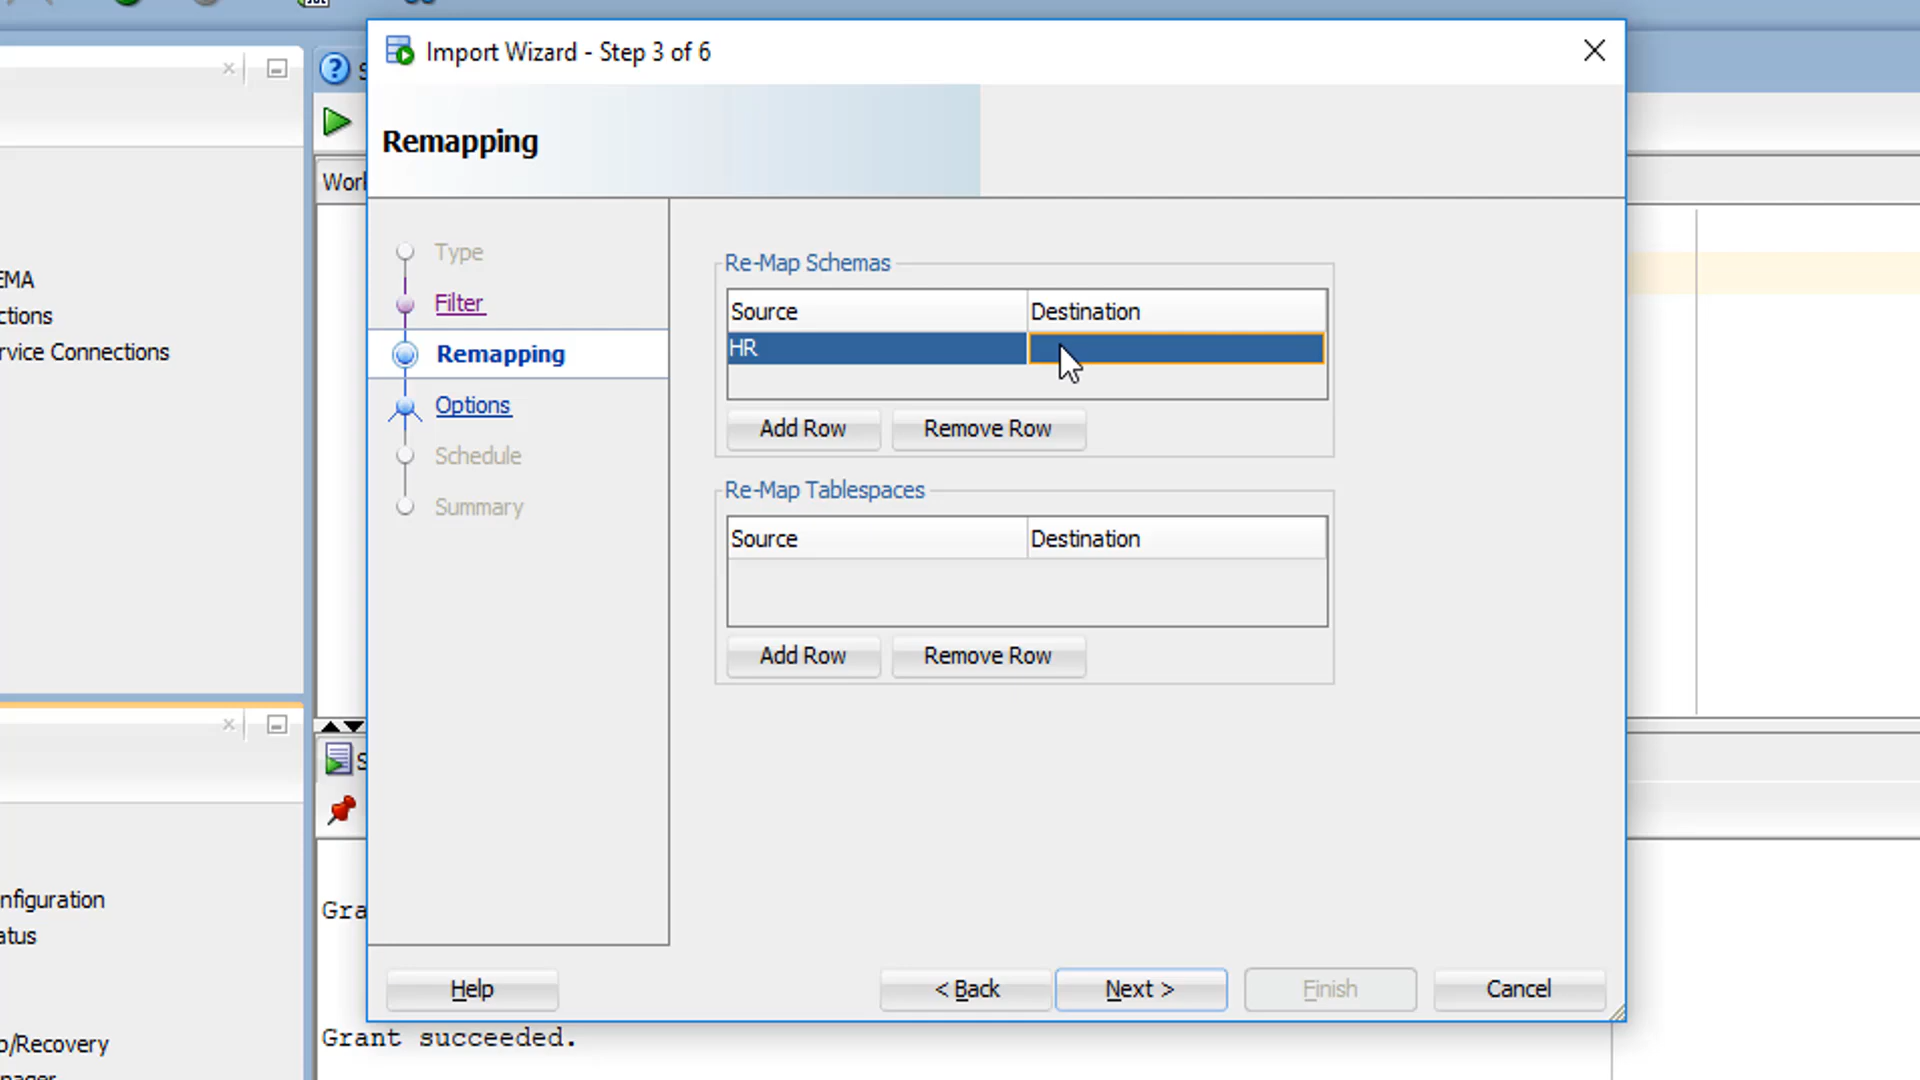 Import Wizard - Step 3 of 6
Remapping
Type
Filter
Remapping
Options
Schedule
Summary
Re-Map Schemas
Source Destination
HR
Add Row Remove Row
Re-Map Tablespaces
Source Destination
Add Row Remove Row
Help < Back Next > Finish Cancel
EMA
ctions
rvice Connections
nfiguration
atus
p/Recovery
Wor
Gra
Grant succeeded.